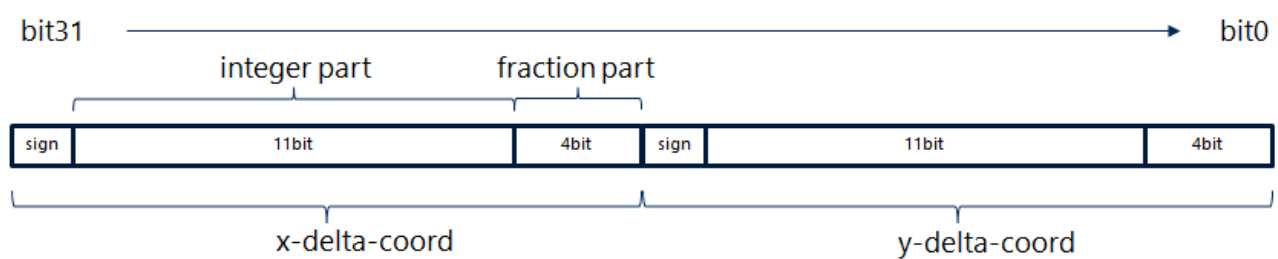 bit31 bit0
integer part fraction part
sign 11bit 4bit sign 11bit 4bit
x-delta-coord y-delta-coord